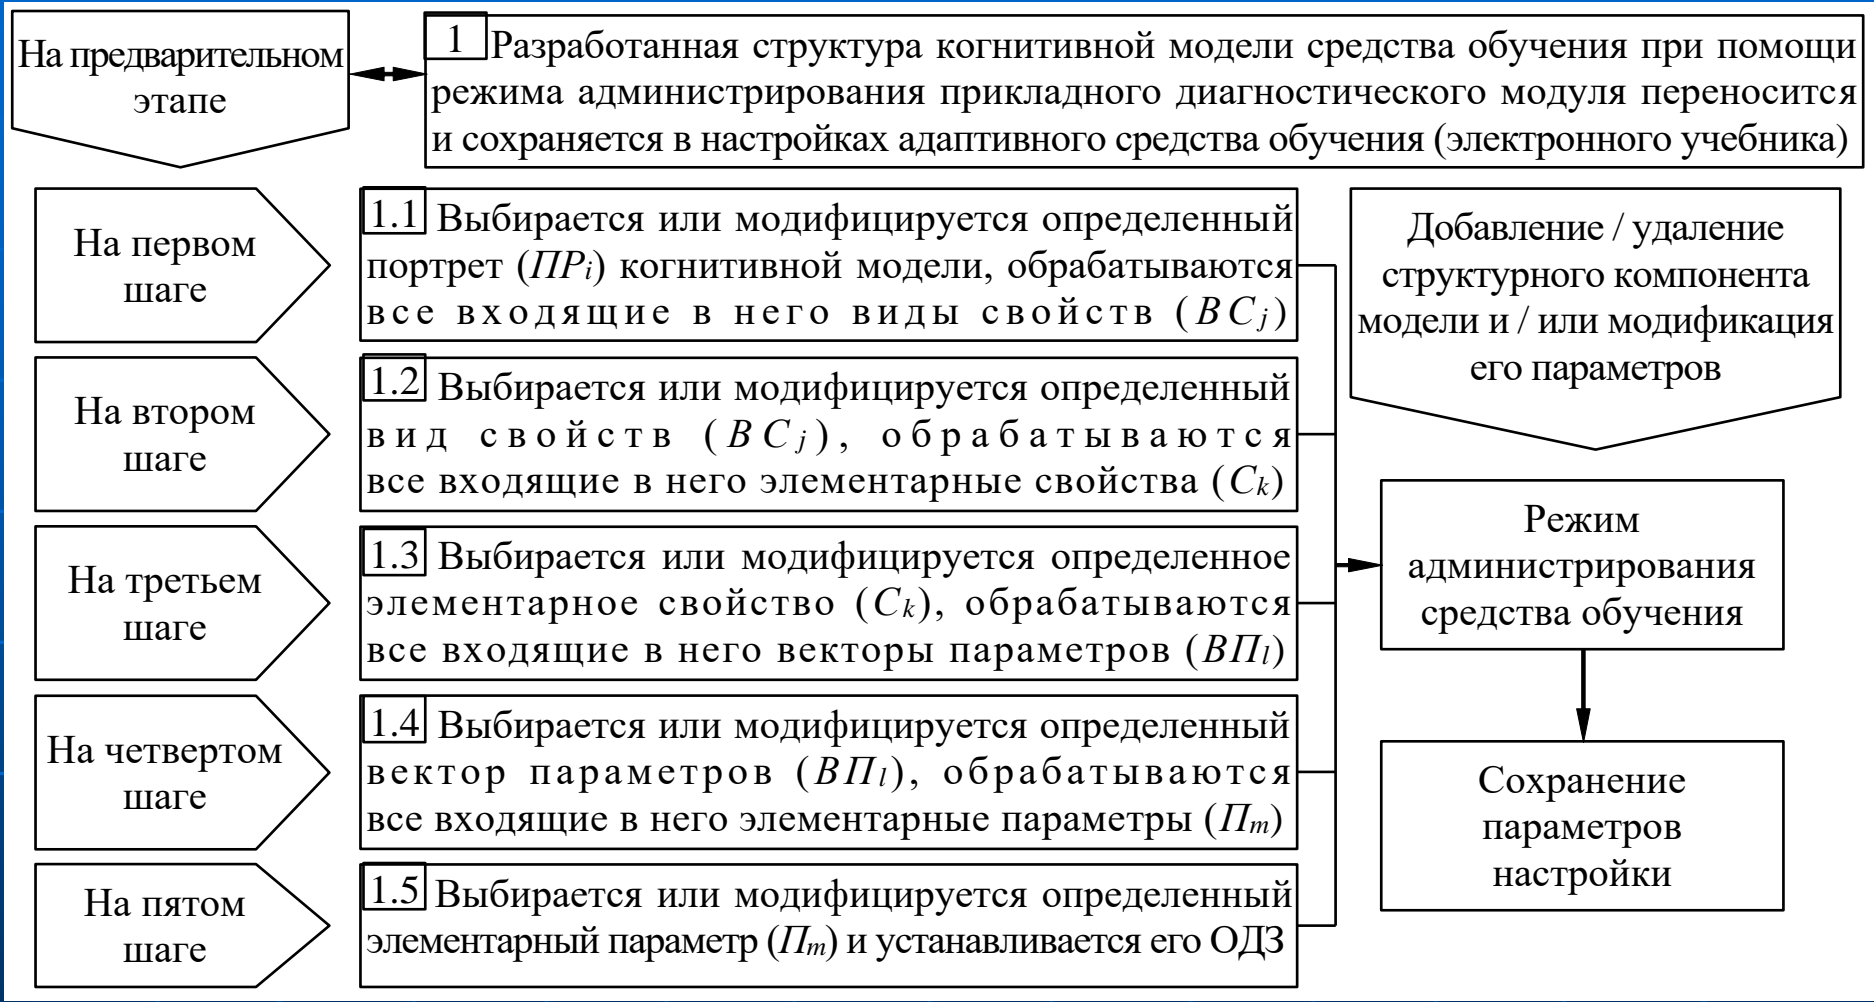 На предварительном
этапе
1 Разработанная структура когнитивной модели средства обучения при помощи
режима администрирования прикладного диагностического модуля переносится
и сохраняется в настройках адаптивного средства обучения (электронного учебника)
На первом
шаге
1.1 Выбирается или модифицируется определенный
портрет (ПРi) когнитивной модели, обрабатываются
все входящие в него виды свойств (ВСj)
На втором
шаге
1.2 Выбирается или модифицируется определенный
вид свойств (ВСj), обрабатываются
все входящие в него элементарные свойства (Сk)
На третьем
шаге
1.3 Выбирается или модифицируется определенное
элементарное свойство (Сk), обрабатываются
все входящие в него векторы параметров (ВПl)
На четвертом
шаге
1.4 Выбирается или модифицируется определенный
вектор параметров (ВПl), обрабатываются
все входящие в него элементарные параметры (Пm)
На пятом
шаге
1.5 Выбирается или модифицируется определенный
элементарный параметр (Пm) и устанавливается его ОДЗ
Добавление / удаление
структурного компонента
модели и / или модификация
его параметров
Режим
администрирования
средства обучения
Сохранение
параметров
настройки